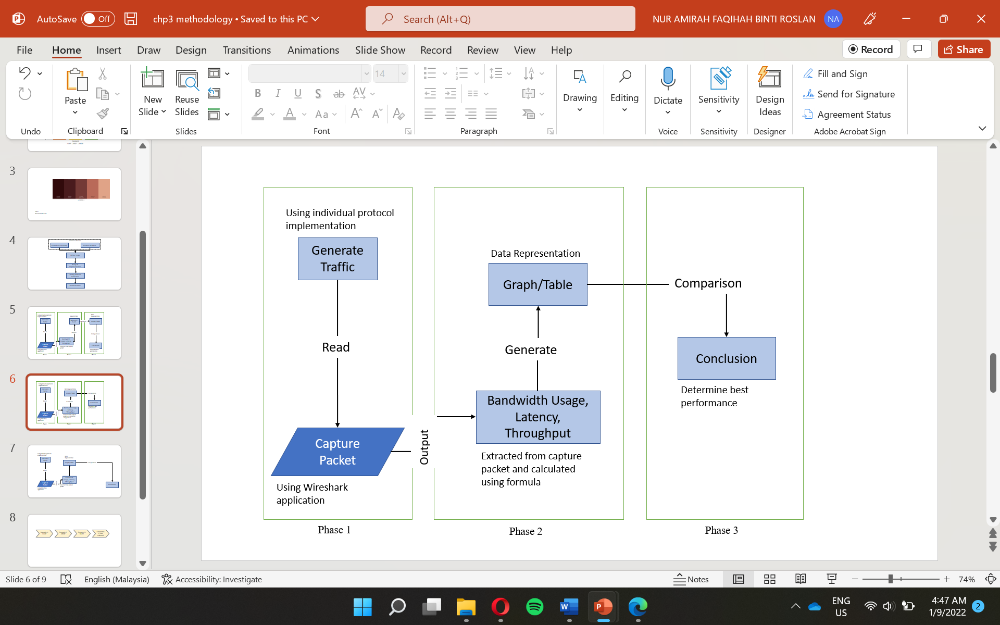 AutoSave
Off
chp3 methodology • Saved to this PC
Search (Alt+Q)
NUR AMIRAH FAQIHAH BINTI ROSLAN
NA
File
Home
Insert
Draw
Design
Transitions
Animations
Slide Show
Record
Review
View
Help
Record
Share
Undo
Paste
Clipboard
New
Slide
Reuse
Slides
Slides
14
B
I
U
S
ab
AV
A
Aa
A
A
A
Font
Paragraph
Drawing
Editing
Dictate
Voice
Sensitivity
Sensitivity
Design
Ideas
Designer
Fill and Sign
Send for Signature
Agreement Status
Adobe Acrobat Sign
3
4
5
6
7
8
Using individual protocol
implementation
Generate
Traffic
Read
Capture
Packet
Using Wireshark
application
Phase 1
Output
Data Representation
Graph/Table
Generate
Bandwidth Usage,
Latency,
Throughput
Extracted from capture
packet and calculated
using formula
Phase 2
Comparison
Conclusion
Determine best
performance
Phase 3
Slide 6 of 9
English (Malaysia)
Accessibility: Investigate
Notes
74%
ENG
US
4:47 AM
1/9/2022
2